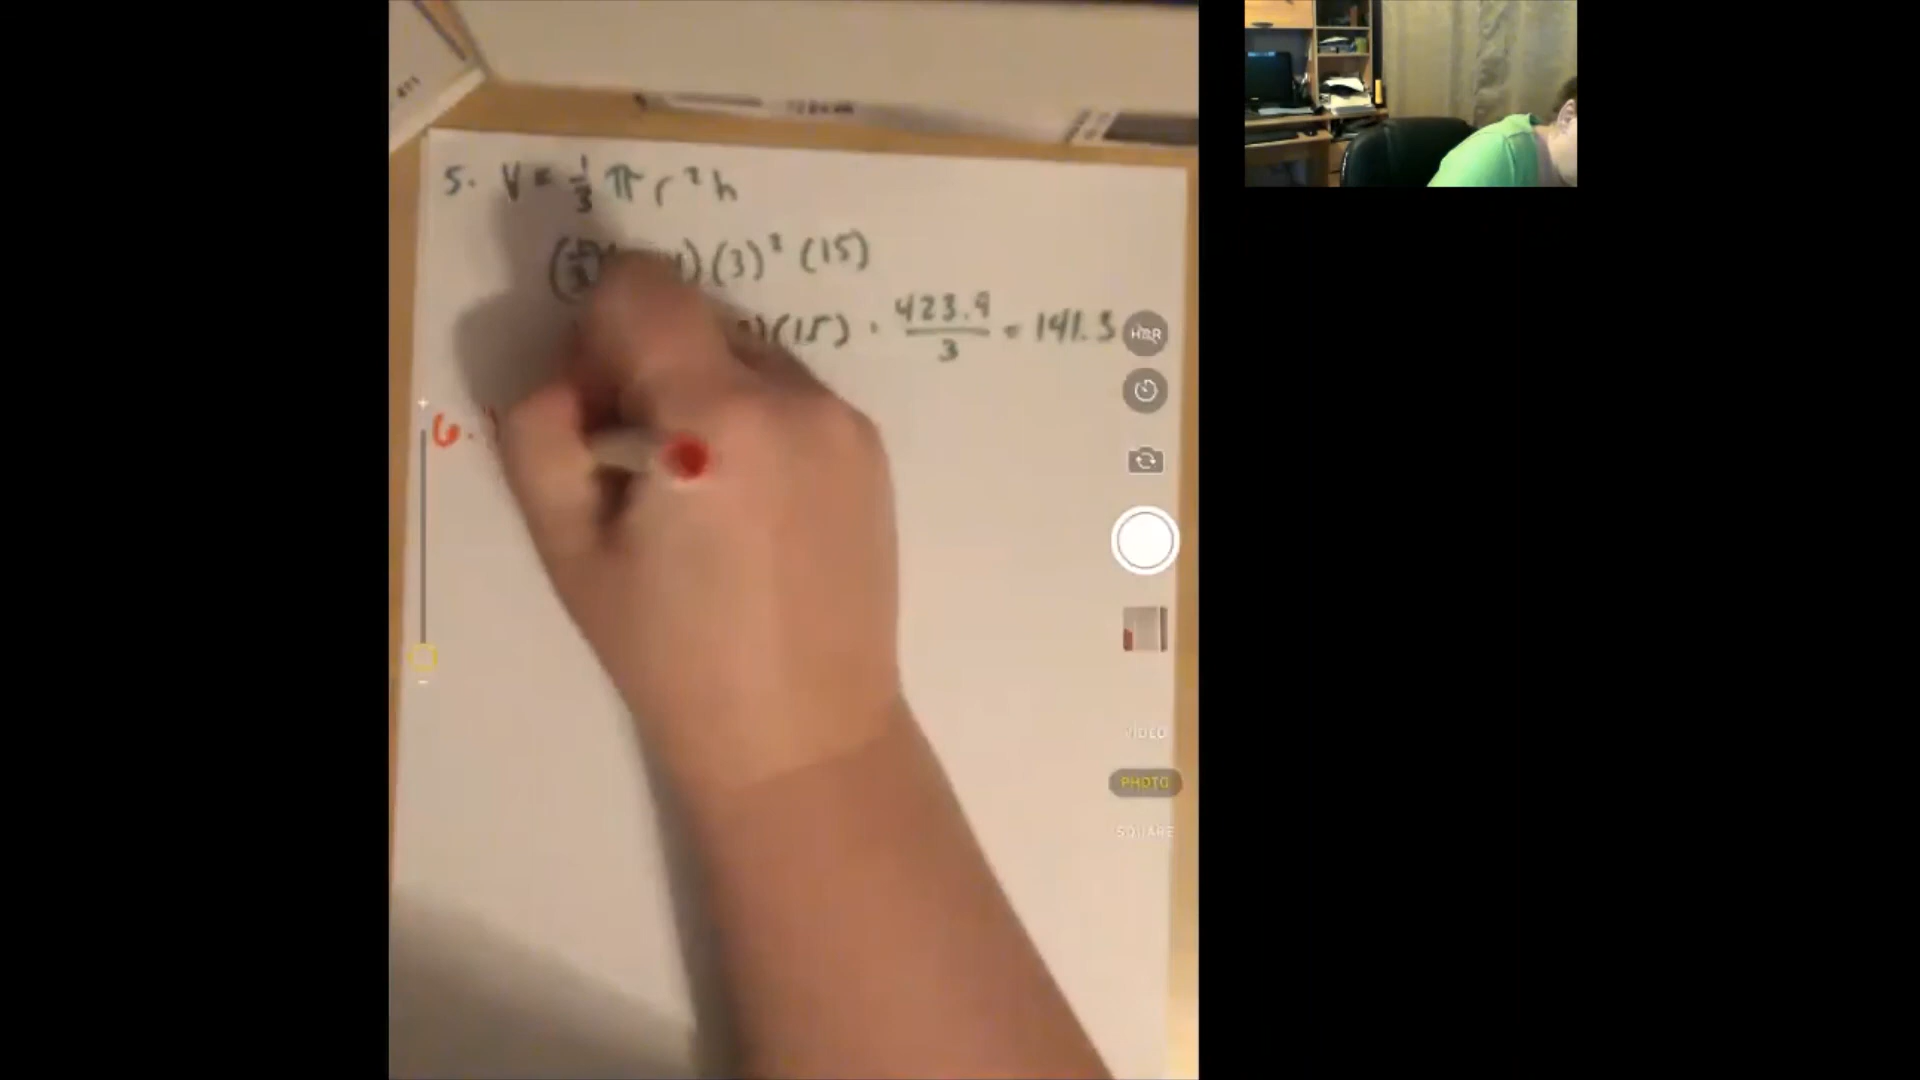 5. V = 1/3 π r² h
(3)² (15)
(15) · 423.9/3 = 141.3
6.
HDR
VIDEO
PHOTO
SQUARE